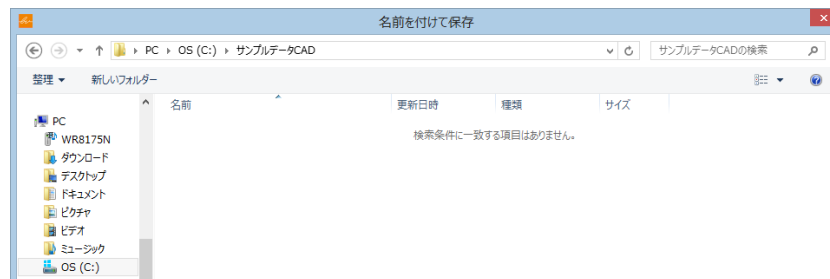 名前を付けて保存
PC OS (C:) サンプルデータCAD サンプルデータCADの検索
整理 新しいフォルダー
名前 更新日時 種類 サイズ
検索条件に一致する項目はありません。
PC
WR8175N
ダウンロード
デスクトップ
ドキュメント
ピクチャ
ビデオ
ミュージック
OS (C:)